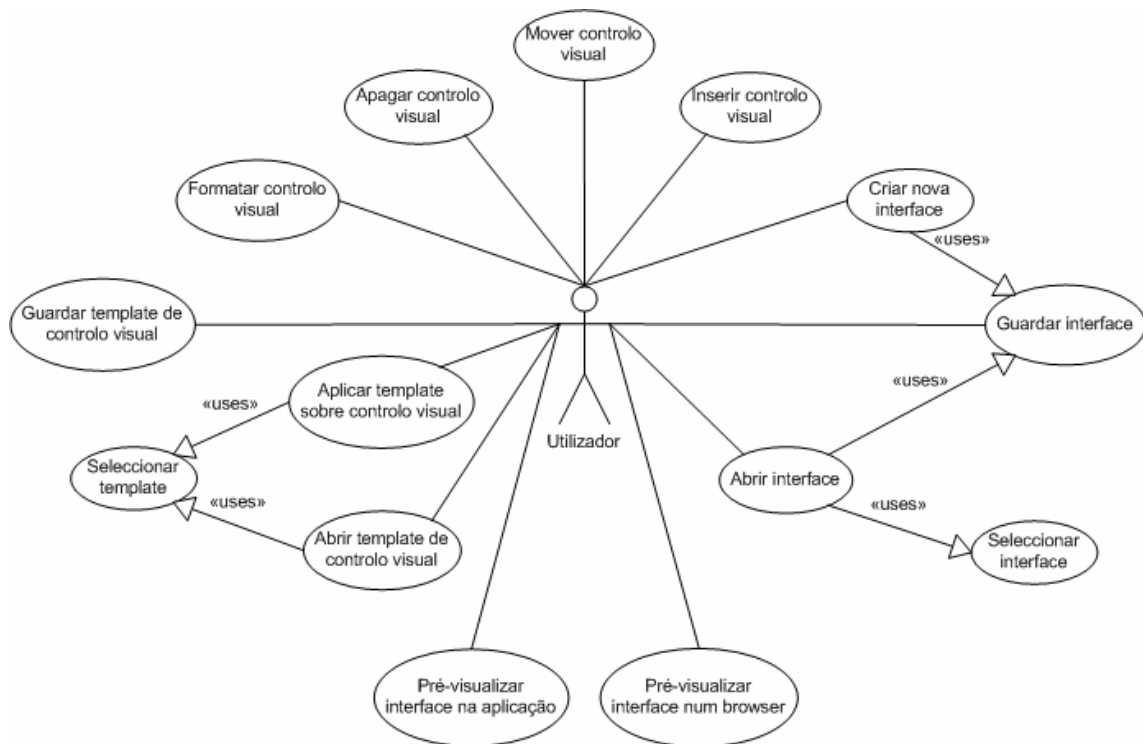 Mover controlo
visual
Apagar controlo
visual
Inserir controlo
visual
Formatar controlo
visual
Criar nova
interface
«uses»
Guardar template de
controlo visual
Guardar interface
Aplicar template
sobre controlo visual
«uses»
«uses»
Utilizador
Seleccionar
template
Abrir interface
«uses»
«uses»
Abrir template de
controlo visual
Seleccionar
interface
Pré-visualizar
interface na aplicação
Pré-visualizar
interface num browser